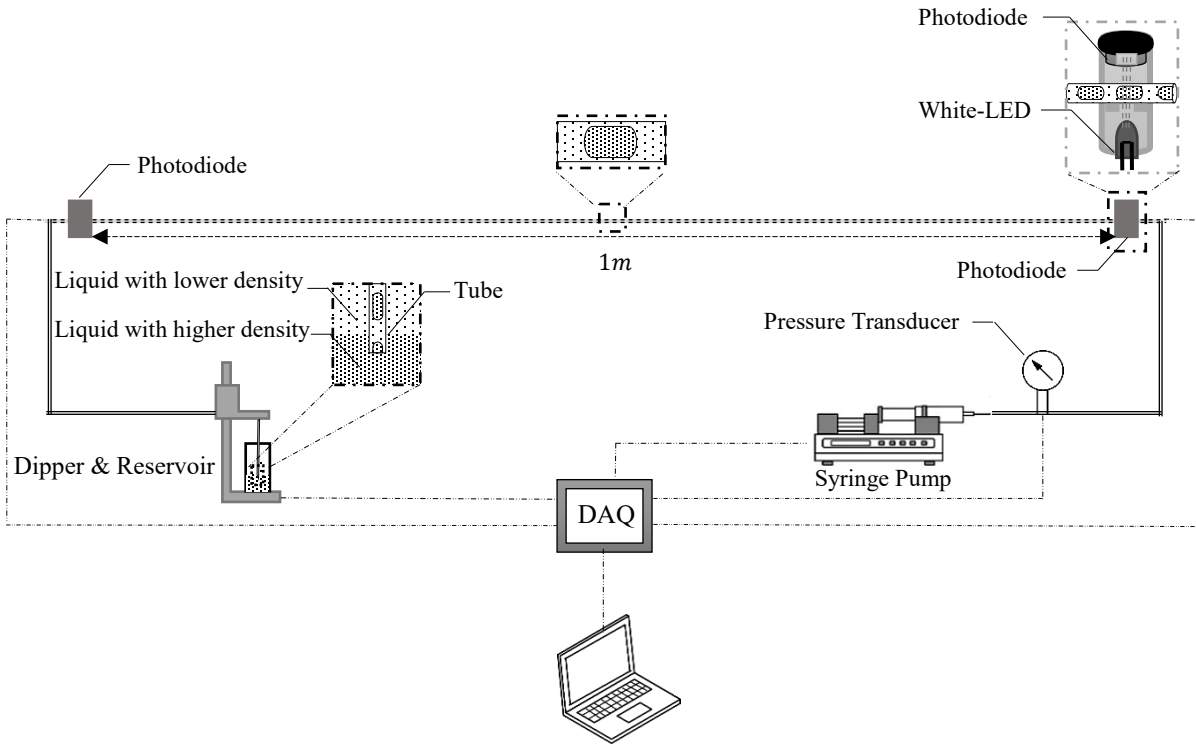 Photodiode
White-LED
Photodiode
1m
Photodiode
Liquid with lower density
Tube
Liquid with higher density
Pressure Transducer
Dipper & Reservoir
Syringe Pump
DAQ